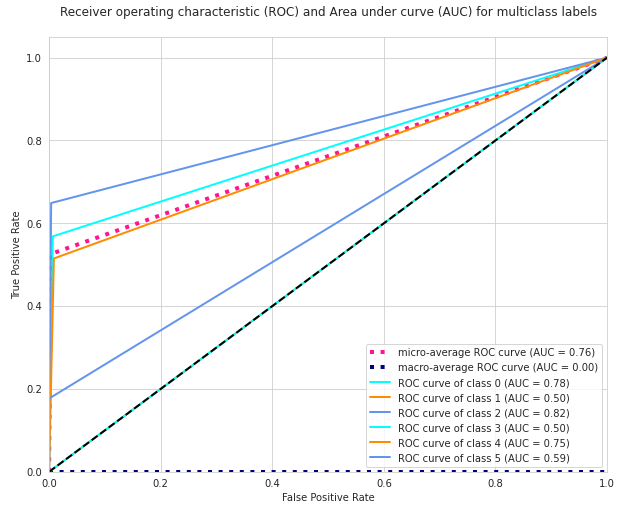 Receiver operating characteristic (ROC) and Area under curve (AUC) for multiclass labels
1.0
0.8
0.6
0.4
0.2
0.0
True Positive Rate
0.0 0.2 0.4 0.6 0.8 1.0
False Positive Rate
micro-average ROC curve (AUC = 0.76)
macro-average ROC curve (AUC = 0.00)
ROC curve of class 0 (AUC = 0.78)
ROC curve of class 1 (AUC = 0.50)
ROC curve of class 2 (AUC = 0.82)
ROC curve of class 3 (AUC = 0.50)
ROC curve of class 4 (AUC = 0.75)
ROC curve of class 5 (AUC = 0.59)